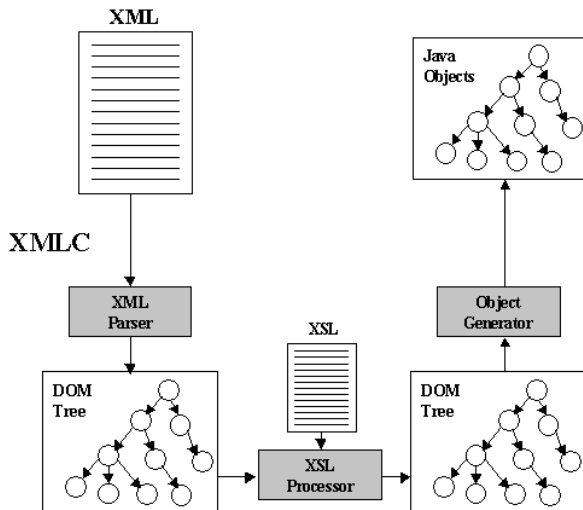 XML
Java
Objects
XMLC
XML
Parser
XSL
Object
Generator
DOM
Tree
XSL
Processor
DOM
Tree